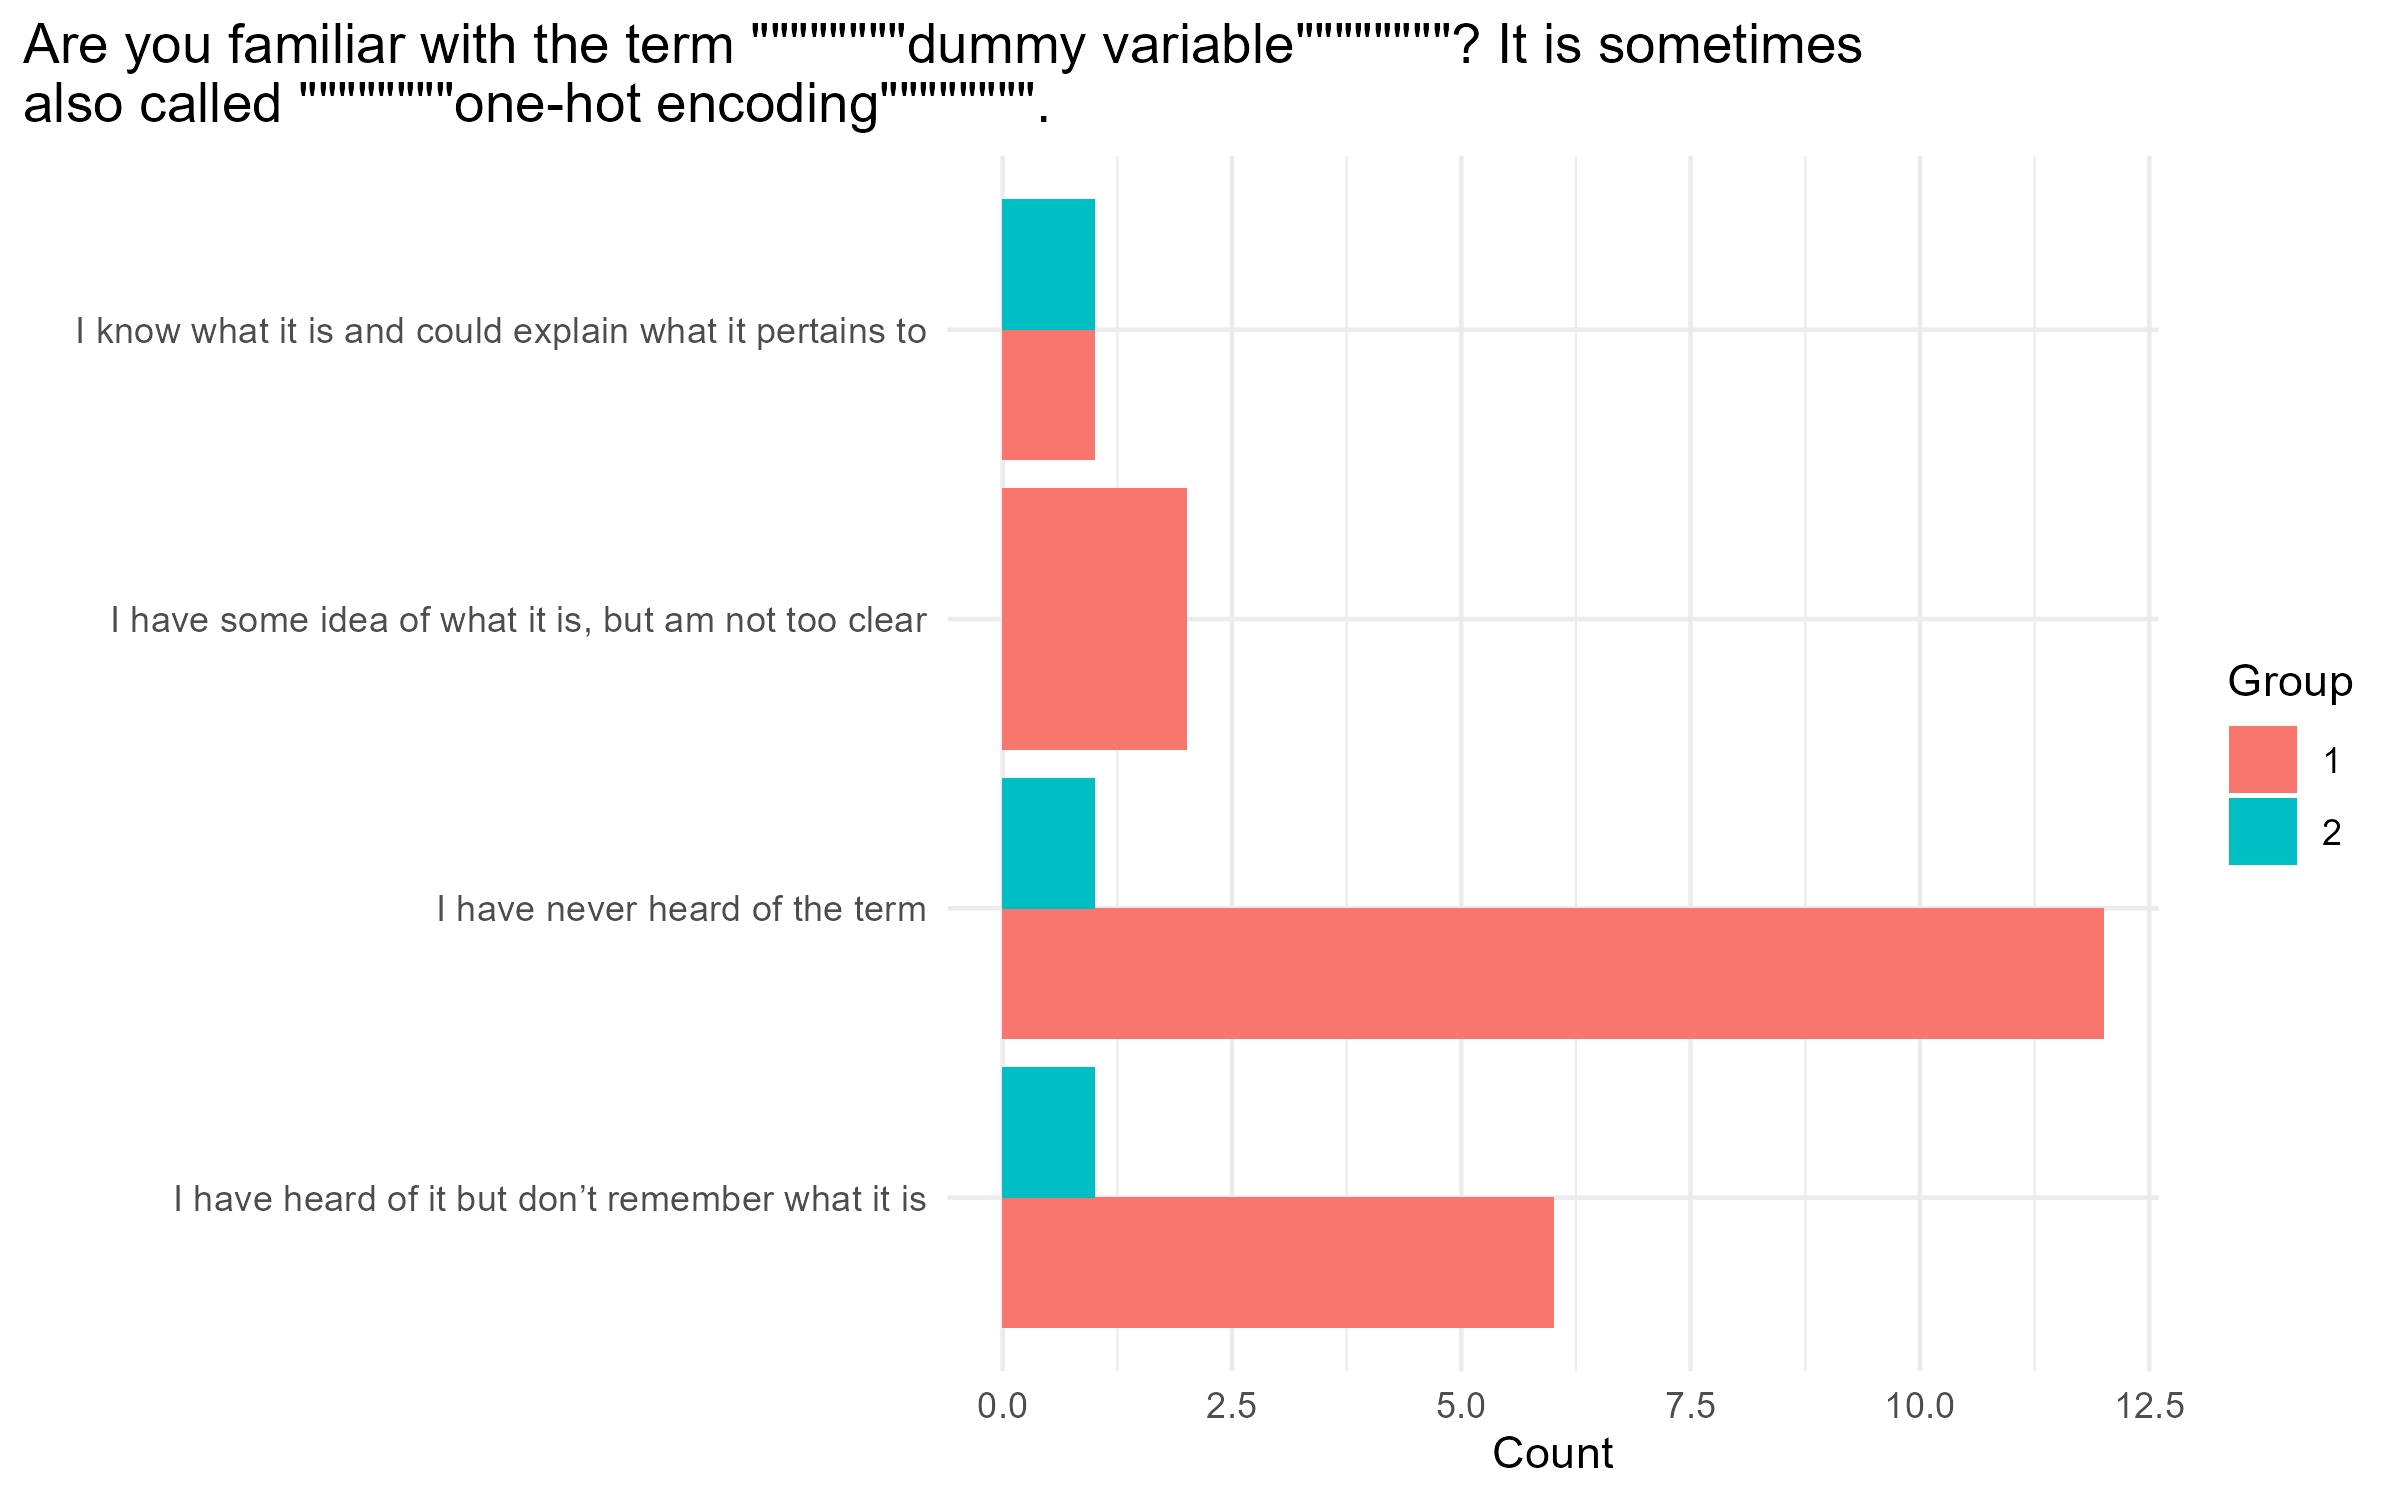 Are you familiar with the term """"""""dummy variable""""""""? It is sometimes
also called """"""""one-hot encoding"""""""".
I know what it is and could explain what it pertains to
I have some idea of what it is, but am not too clear
I have never heard of the term
I have heard of it but don’t remember what it is
Group
1
2
0.0 2.5 5.0 7.5 10.0 12.5
Count